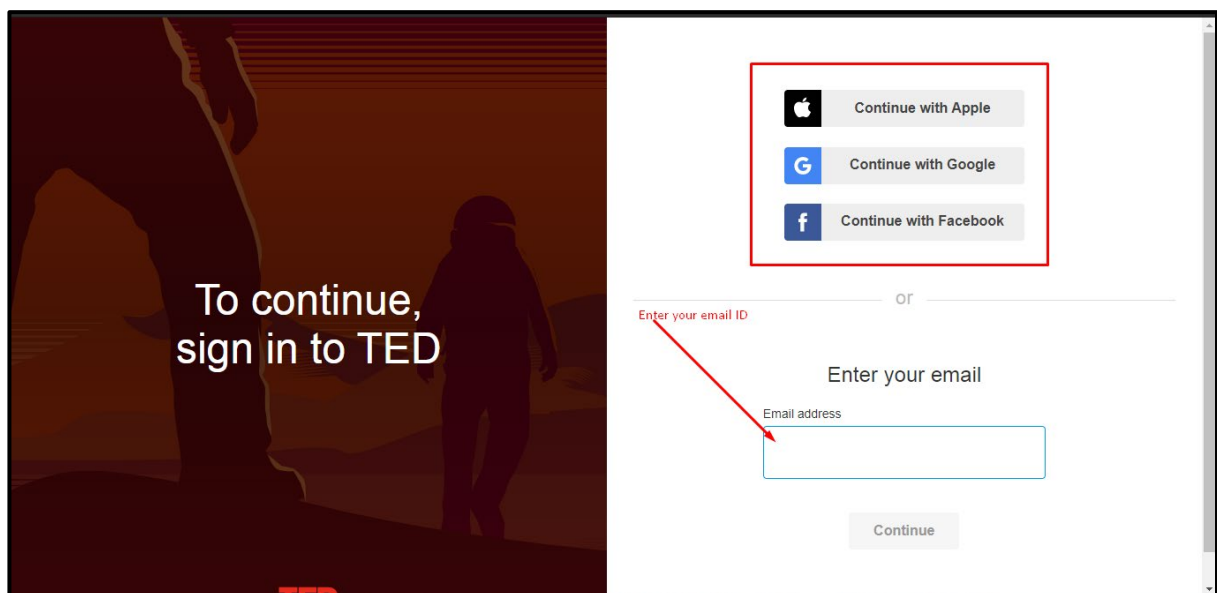 To continue,
sign in to TED
TED
Continue with Apple
G
Continue with Google
f
Continue with Facebook
or
Enter your email ID
Enter your email
Email address
Continue